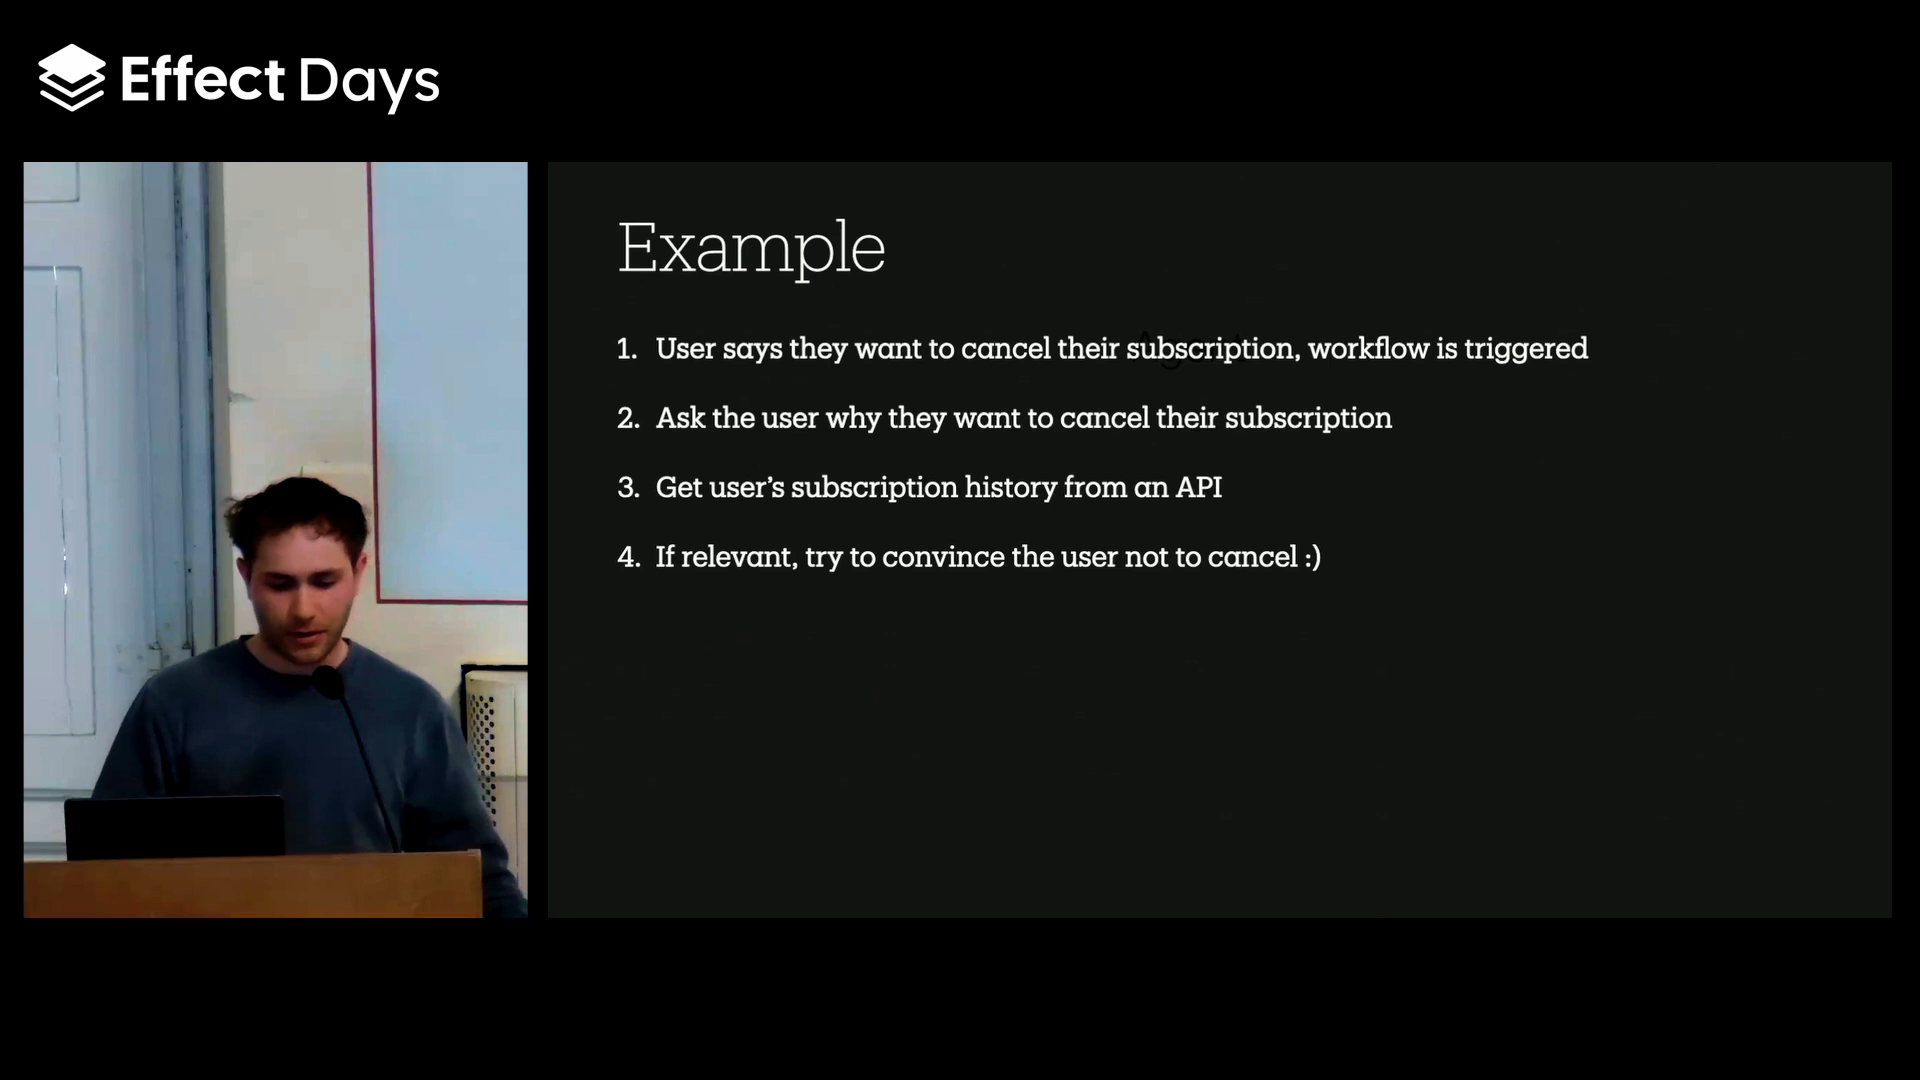 Effect Days
Example
1. User says they want to cancel their subscription, workflow is triggered
2. Ask the user why they want to cancel their subscription
3. Get user’s subscription history from an API
4. If relevant, try to convince the user not to cancel :)